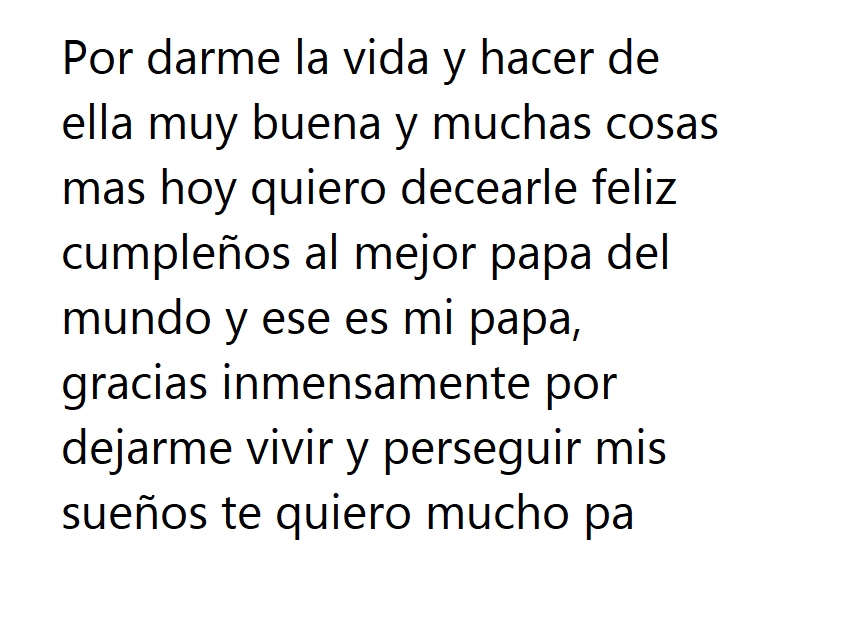 Por darme la vida y hacer de
ella muy buena y muchas cosas
mas hoy quiero decearle feliz
cumpleños al mejor papa del
mundo y ese es mi papa,
gracias inmensamente por
dejarme vivir y perseguir mis
sueños te quiero mucho pa